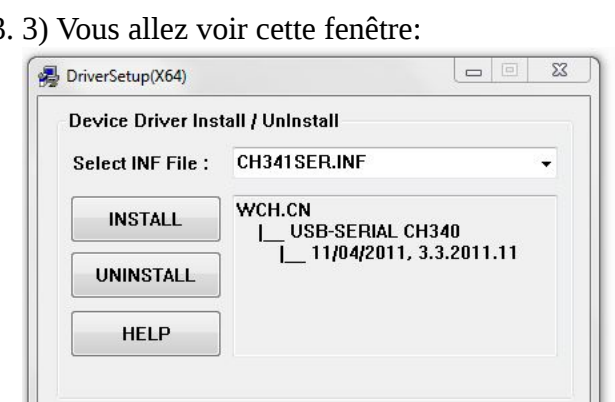 3. 3) Vous allez voir cette fenêtre:
DriverSetup(X64)
Device Driver Install / UnInstall
Select INF File :
CH341SER.INF
INSTALL
WCH.CN
|__ USB-SERIAL CH340
|__ 11/04/2011, 3.3.2011.11
UNINSTALL
HELP